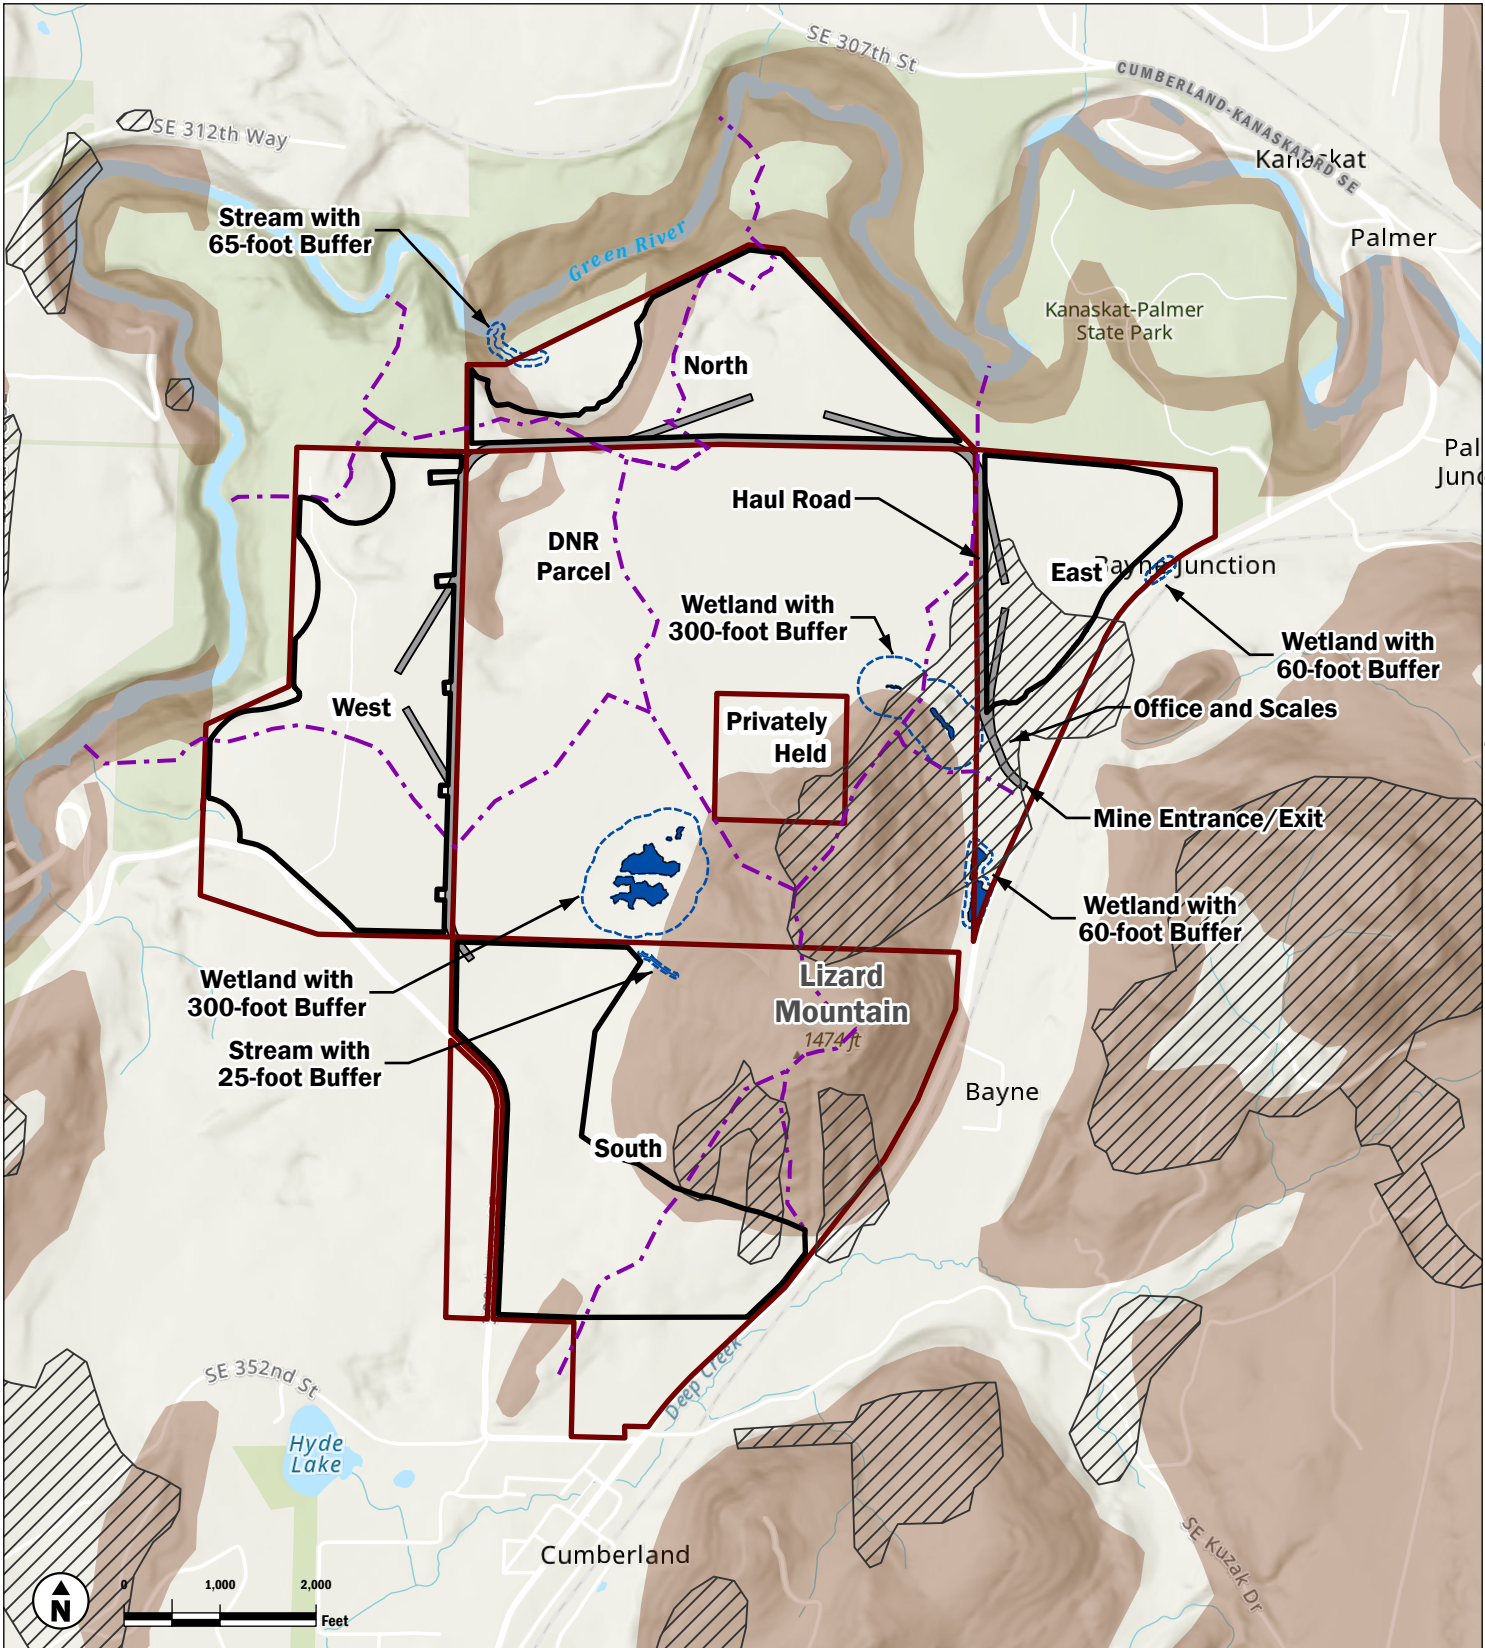 SE 307th St
CUMBERLAND-KANASKAT RD SE
Kanaskat
SE 312th Way
Palmer
Stream with
65-foot Buffer
Green River
Kanaskat-Palmer
State Park
North
Pal
Junc
Haul Road
DNR
Parcel
East
Bayne Junction
Wetland with
300-foot Buffer
Wetland with
60-foot Buffer
West
Privately
Held
Office and Scales
Mine Entrance/Exit
Wetland with
60-foot Buffer
Wetland with
300-foot Buffer
Lizard
Mountain
1474 ft
Stream with
25-foot Buffer
Bayne
South
Deep Creek
SE 352nd St
Hyde
Lake
SE Kuzak Dr
Cumberland
N
0 1,000 2,000
Feet